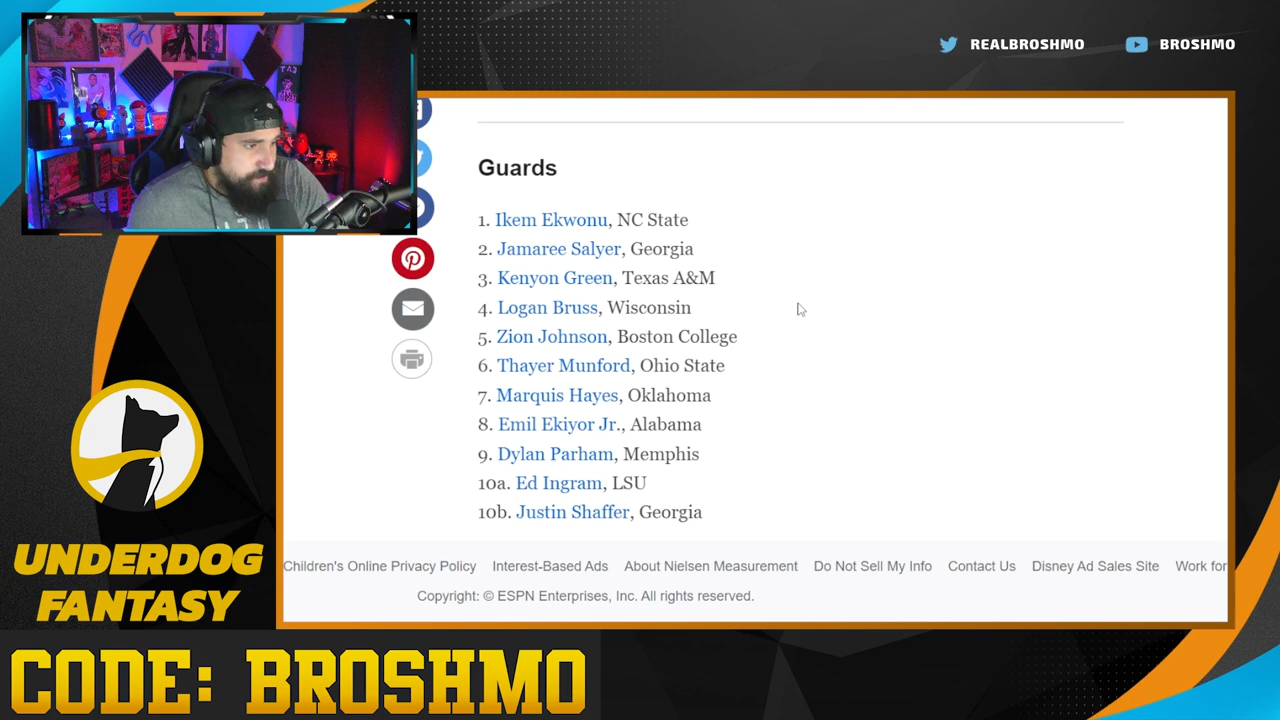 REALBROSHMO
BROSHMO
Guards
1. Ikem Ekwonu, NC State
2. Jamaree Salyer, Georgia
3. Kenyon Green, Texas A&M
4. Logan Bruss, Wisconsin
5. Zion Johnson, Boston College
6. Thayer Munford, Ohio State
7. Marquis Hayes, Oklahoma
8. Emil Ekiyor Jr., Alabama
9. Dylan Parham, Memphis
10a. Ed Ingram, LSU
10b. Justin Shaffer, Georgia
Children's Online Privacy Policy Interest-Based Ads About Nielsen Measurement Do Not Sell My Info Contact Us Disney Ad Sales Site Work for
Copyright: © ESPN Enterprises, Inc. All rights reserved.
UNDERDOG
FANTASY
CODE: BROSHMO